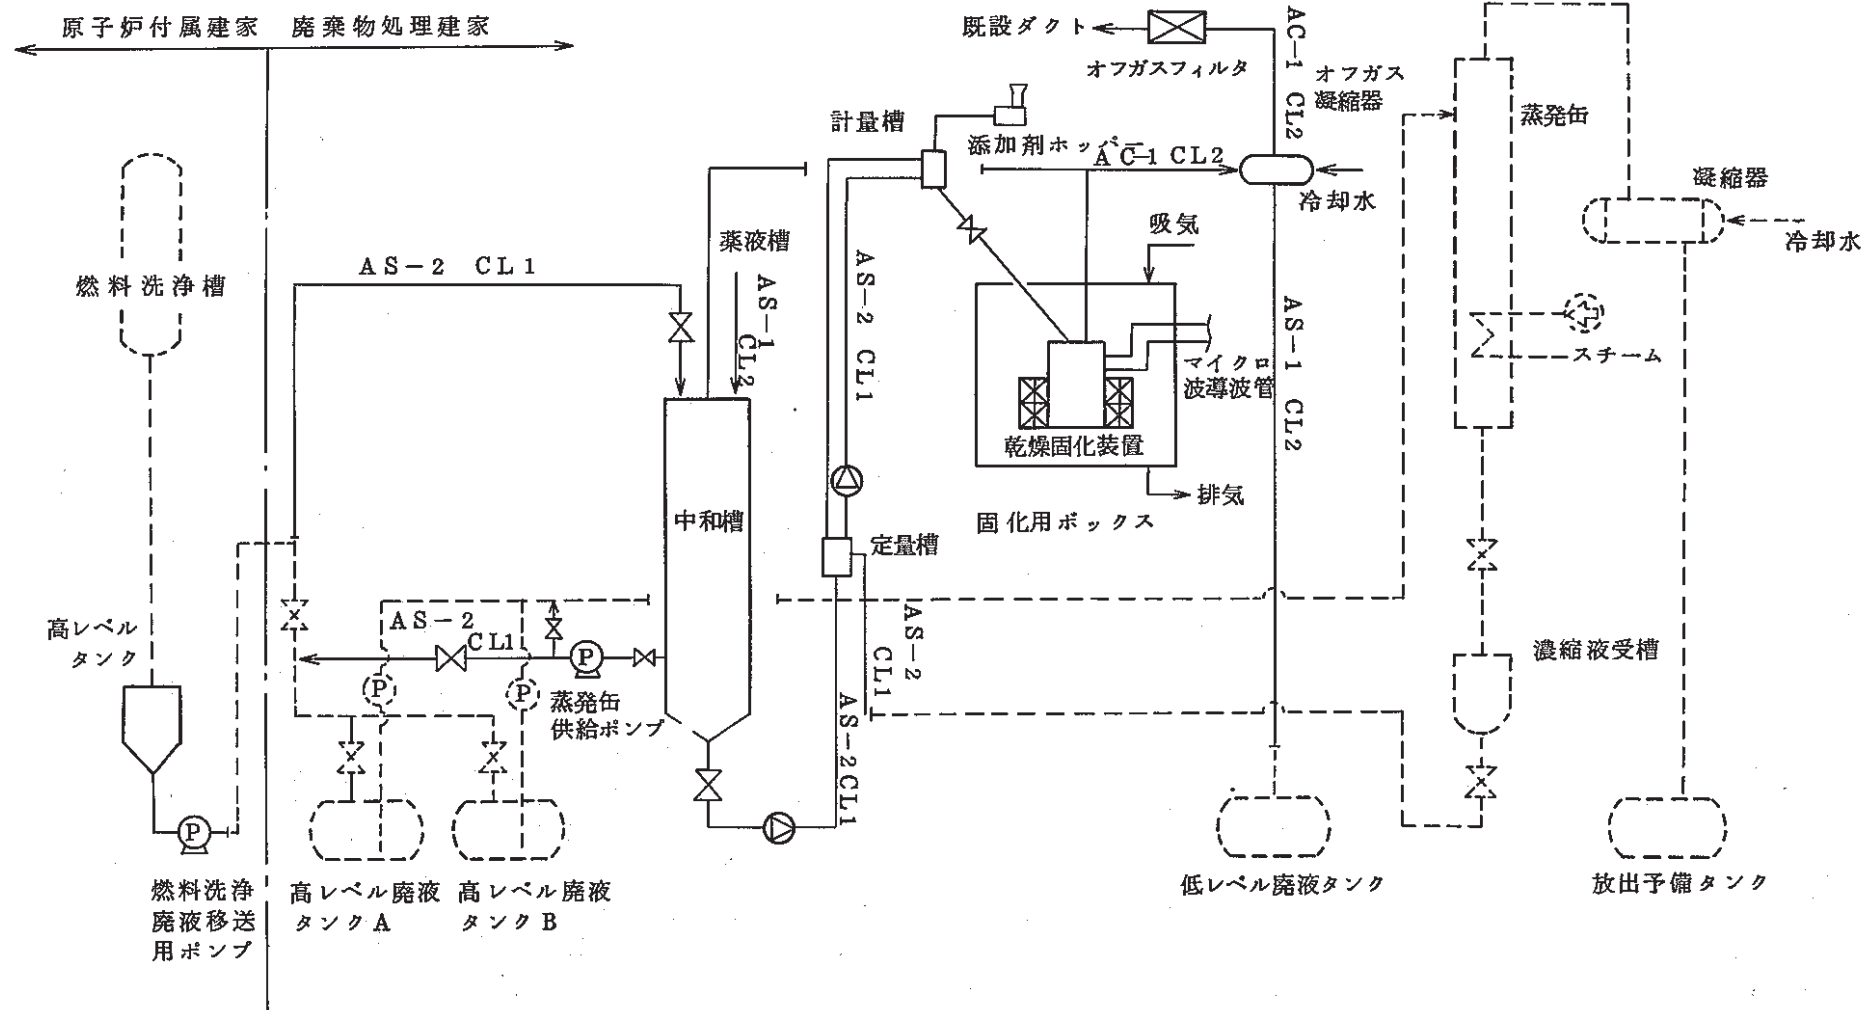 原子炉付属建家 廃棄物処理建家
既設ダクト
オフガスフィルタ
AC-1 CL2
オフガス
凝縮器
計量槽
添加剤ホッパー
AC-1 CL2
冷却水
蒸発缶
凝縮器
冷却水
燃料洗浄槽
AS-2 CL1
薬液槽
AS-1
CL2
AS-2 CL1
吸気
マイクロ
波導波管
乾燥固化装置
排気
固化用ボックス
AS-1 CL2
スチーム
中和槽
定量槽
高レベル
タンク
AS-2
CL1
P
P
P
蒸発缶
供給ポンプ
AS-2
CL1
AS-2CL1
濃縮液受槽
P
燃料洗浄
廃液移送
用ポンプ
高レベル廃液
タンクA
高レベル廃液
タンクB
低レベル廃液タンク
放出予備タンク